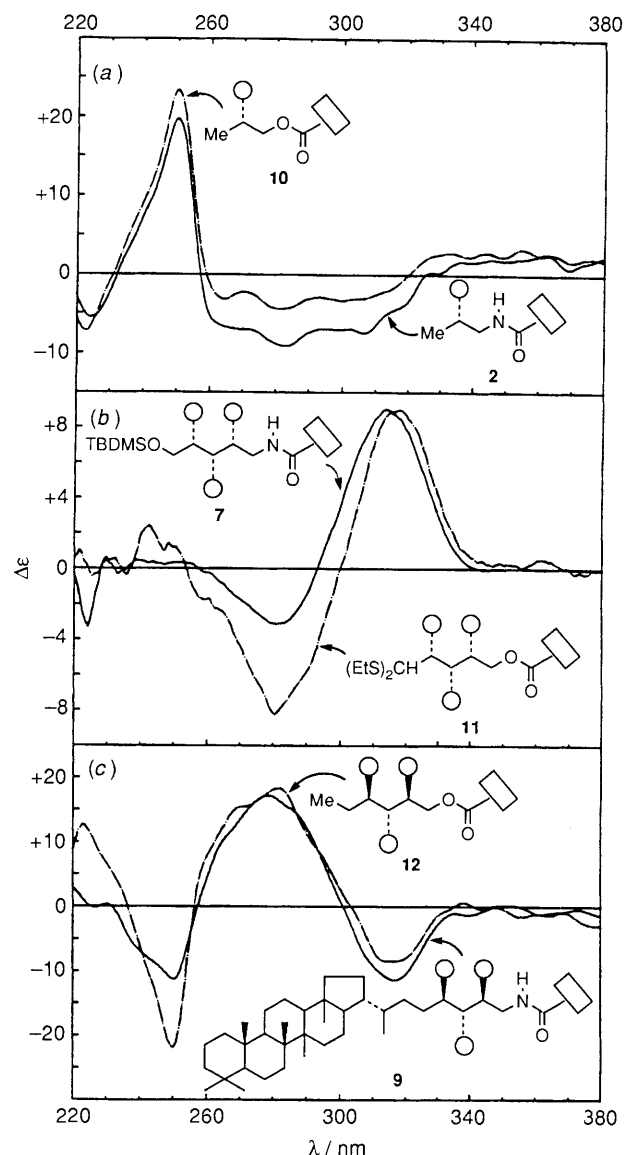 220 260 300 340 380
(a)
+20
+10
0
−10
Me
O
O
10
Me
H
N
O
2
(b)
+8
+4
0
−4
−8
TBDMSO
H
N
O
7
(EtS)₂CH
O
O
11
Δε
(c)
+20
+10
0
−10
−20
Me
O
O
12
H
N
O
9
220 260 300 340 380
λ / nm